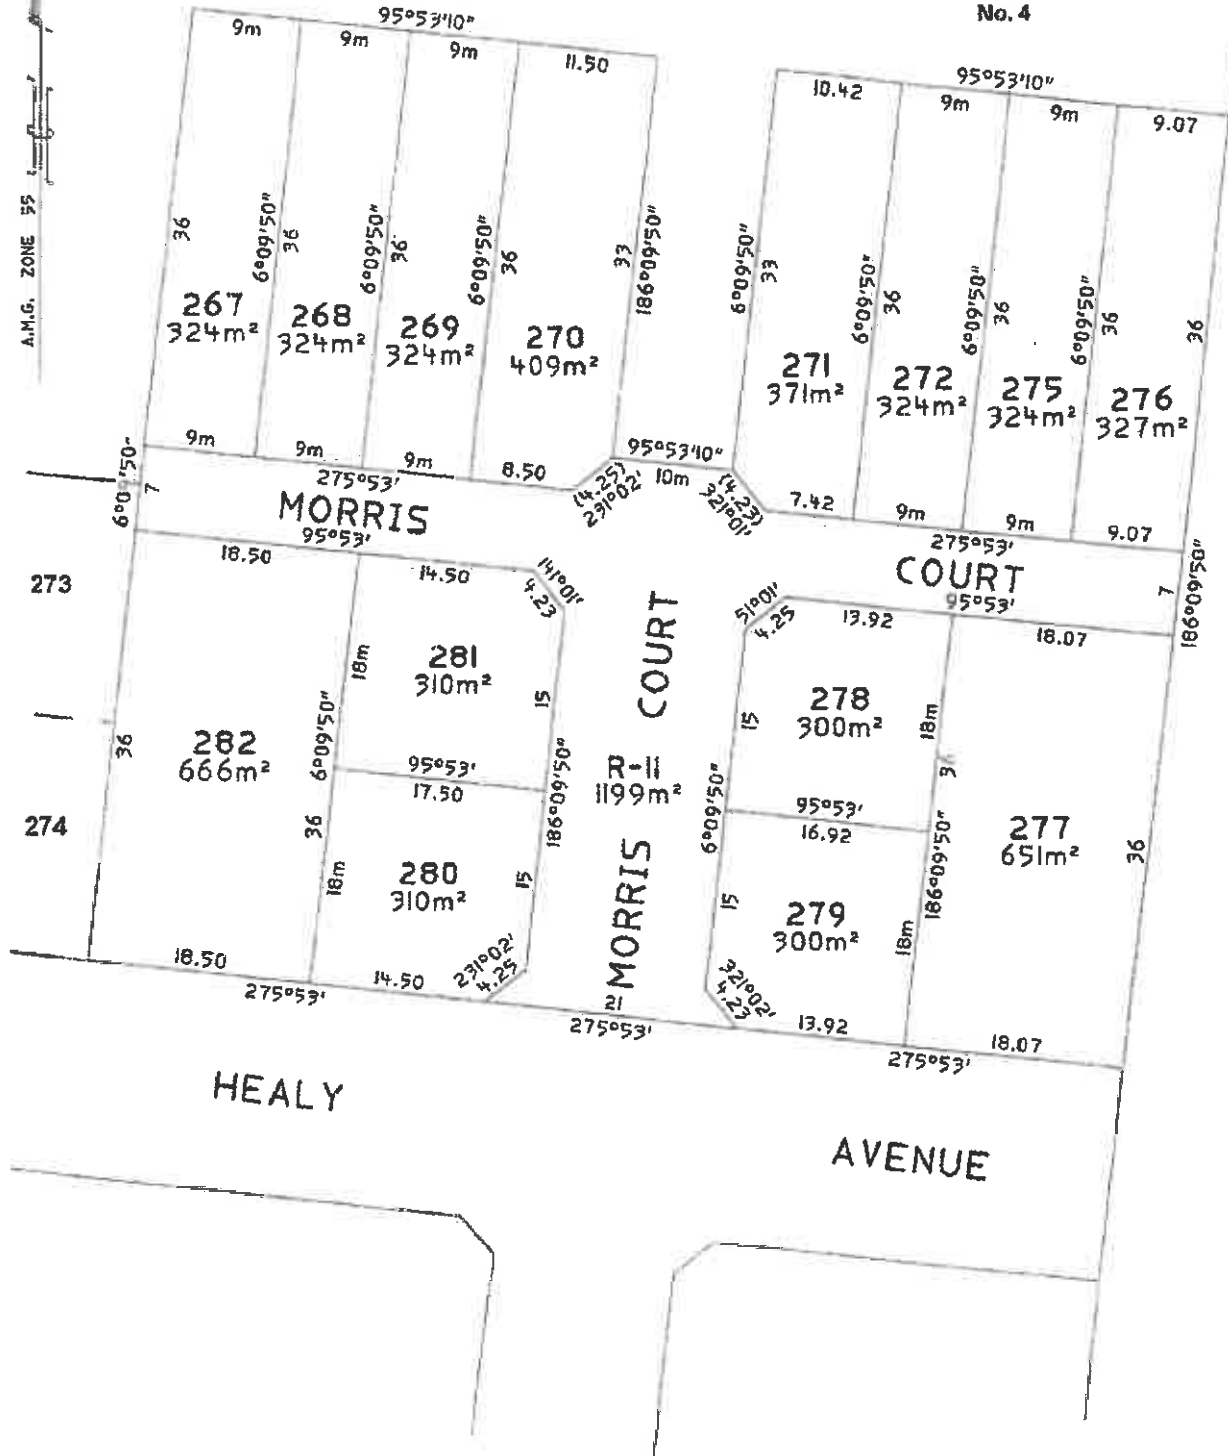 No. 4
95°53'10"
9m
9m
9m
11.50
95°53'10"
10.42
9m
9m
9.07
A.M.G. ZONE 55
36
6°09'50"
36
6°09'50"
36
6°09'50"
36
33
186°09'50"
6°09'50"
33
6°09'50"
36
6°09'50"
36
6°09'50"
36
36
267
324m²
268
324m²
269
324m²
270
409m²
271
371m²
272
324m²
275
324m²
276
327m²
9m
9m
9m
8.50
275°53'
(4.25)
231°02'
95°53'10"
10m
(4.23)
321°01'
7.42
9m
9m
9.07
275°53'
6°09'50"
7
MORRIS
COURT
7
186°09'50"
95°53'
18.50
14.50
141°01'
4.23
51°01'
4.25
95°53'
13.92
18.07
273
274
281
310m²
18m
15
282
666m²
36
6°09'50"
36
95°53'
17.50
186°09'50"
280
310m²
18m
15
COURT
R-11
1199m²
MORRIS
278
300m²
15
18m
6°09'50"
95°53'
16.92
186°09'50"
279
300m²
15
18m
277
651m²
36
18.50
275°53'
14.50
231°02'
4.25
21
275°53'
321°02'
4.23
13.92
275°53'
18.07
HEALY
AVENUE